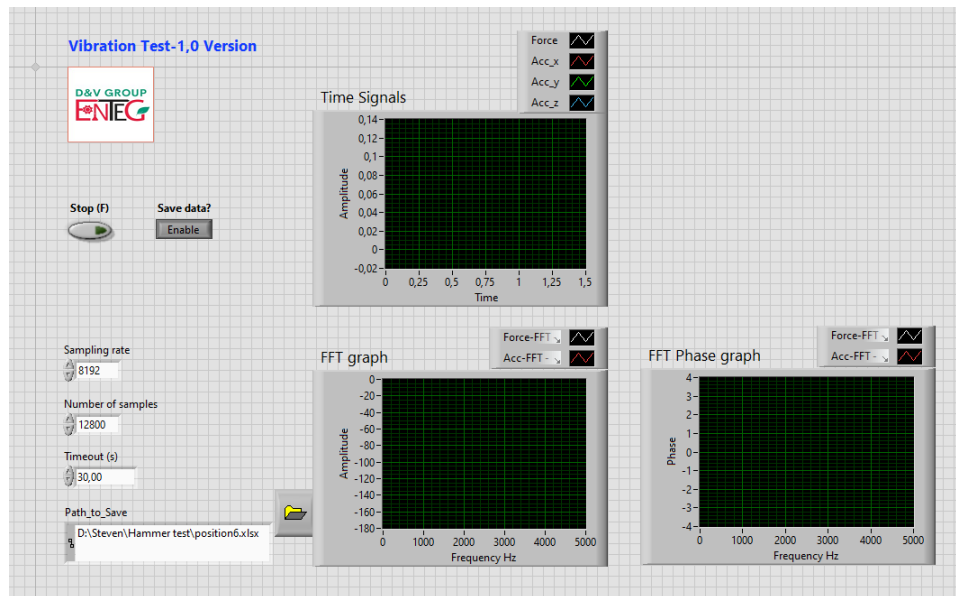 Vibration Test-1,0 Version
D&V GROUP
ENTEG
Stop (F)
Save data?
Enable
Time Signals
Force
Acc_x
Acc_y
Acc_z
Amplitude
0,14
0,12
0,1
0,08
0,06
0,04
0,02
0
-0,02
0 0,25 0,5 0,75 1 1,25 1,5
Time
Sampling rate
8192
Number of samples
12800
Timeout (s)
30,00
Path_to_Save
D:\Steven\Hammer test\position6.xlsx
FFT graph
Force-FFT
Acc-FFT -
Amplitude
0
-20
-40
-60
-80
-100
-120
-140
-160
-180
0 1000 2000 3000 4000 5000
Frequency Hz
FFT Phase graph
Force-FFT
Acc-FFT -
Phase
4
3
2
1
0
-1
-2
-3
-4
0 1000 2000 3000 4000 5000
Frequency Hz